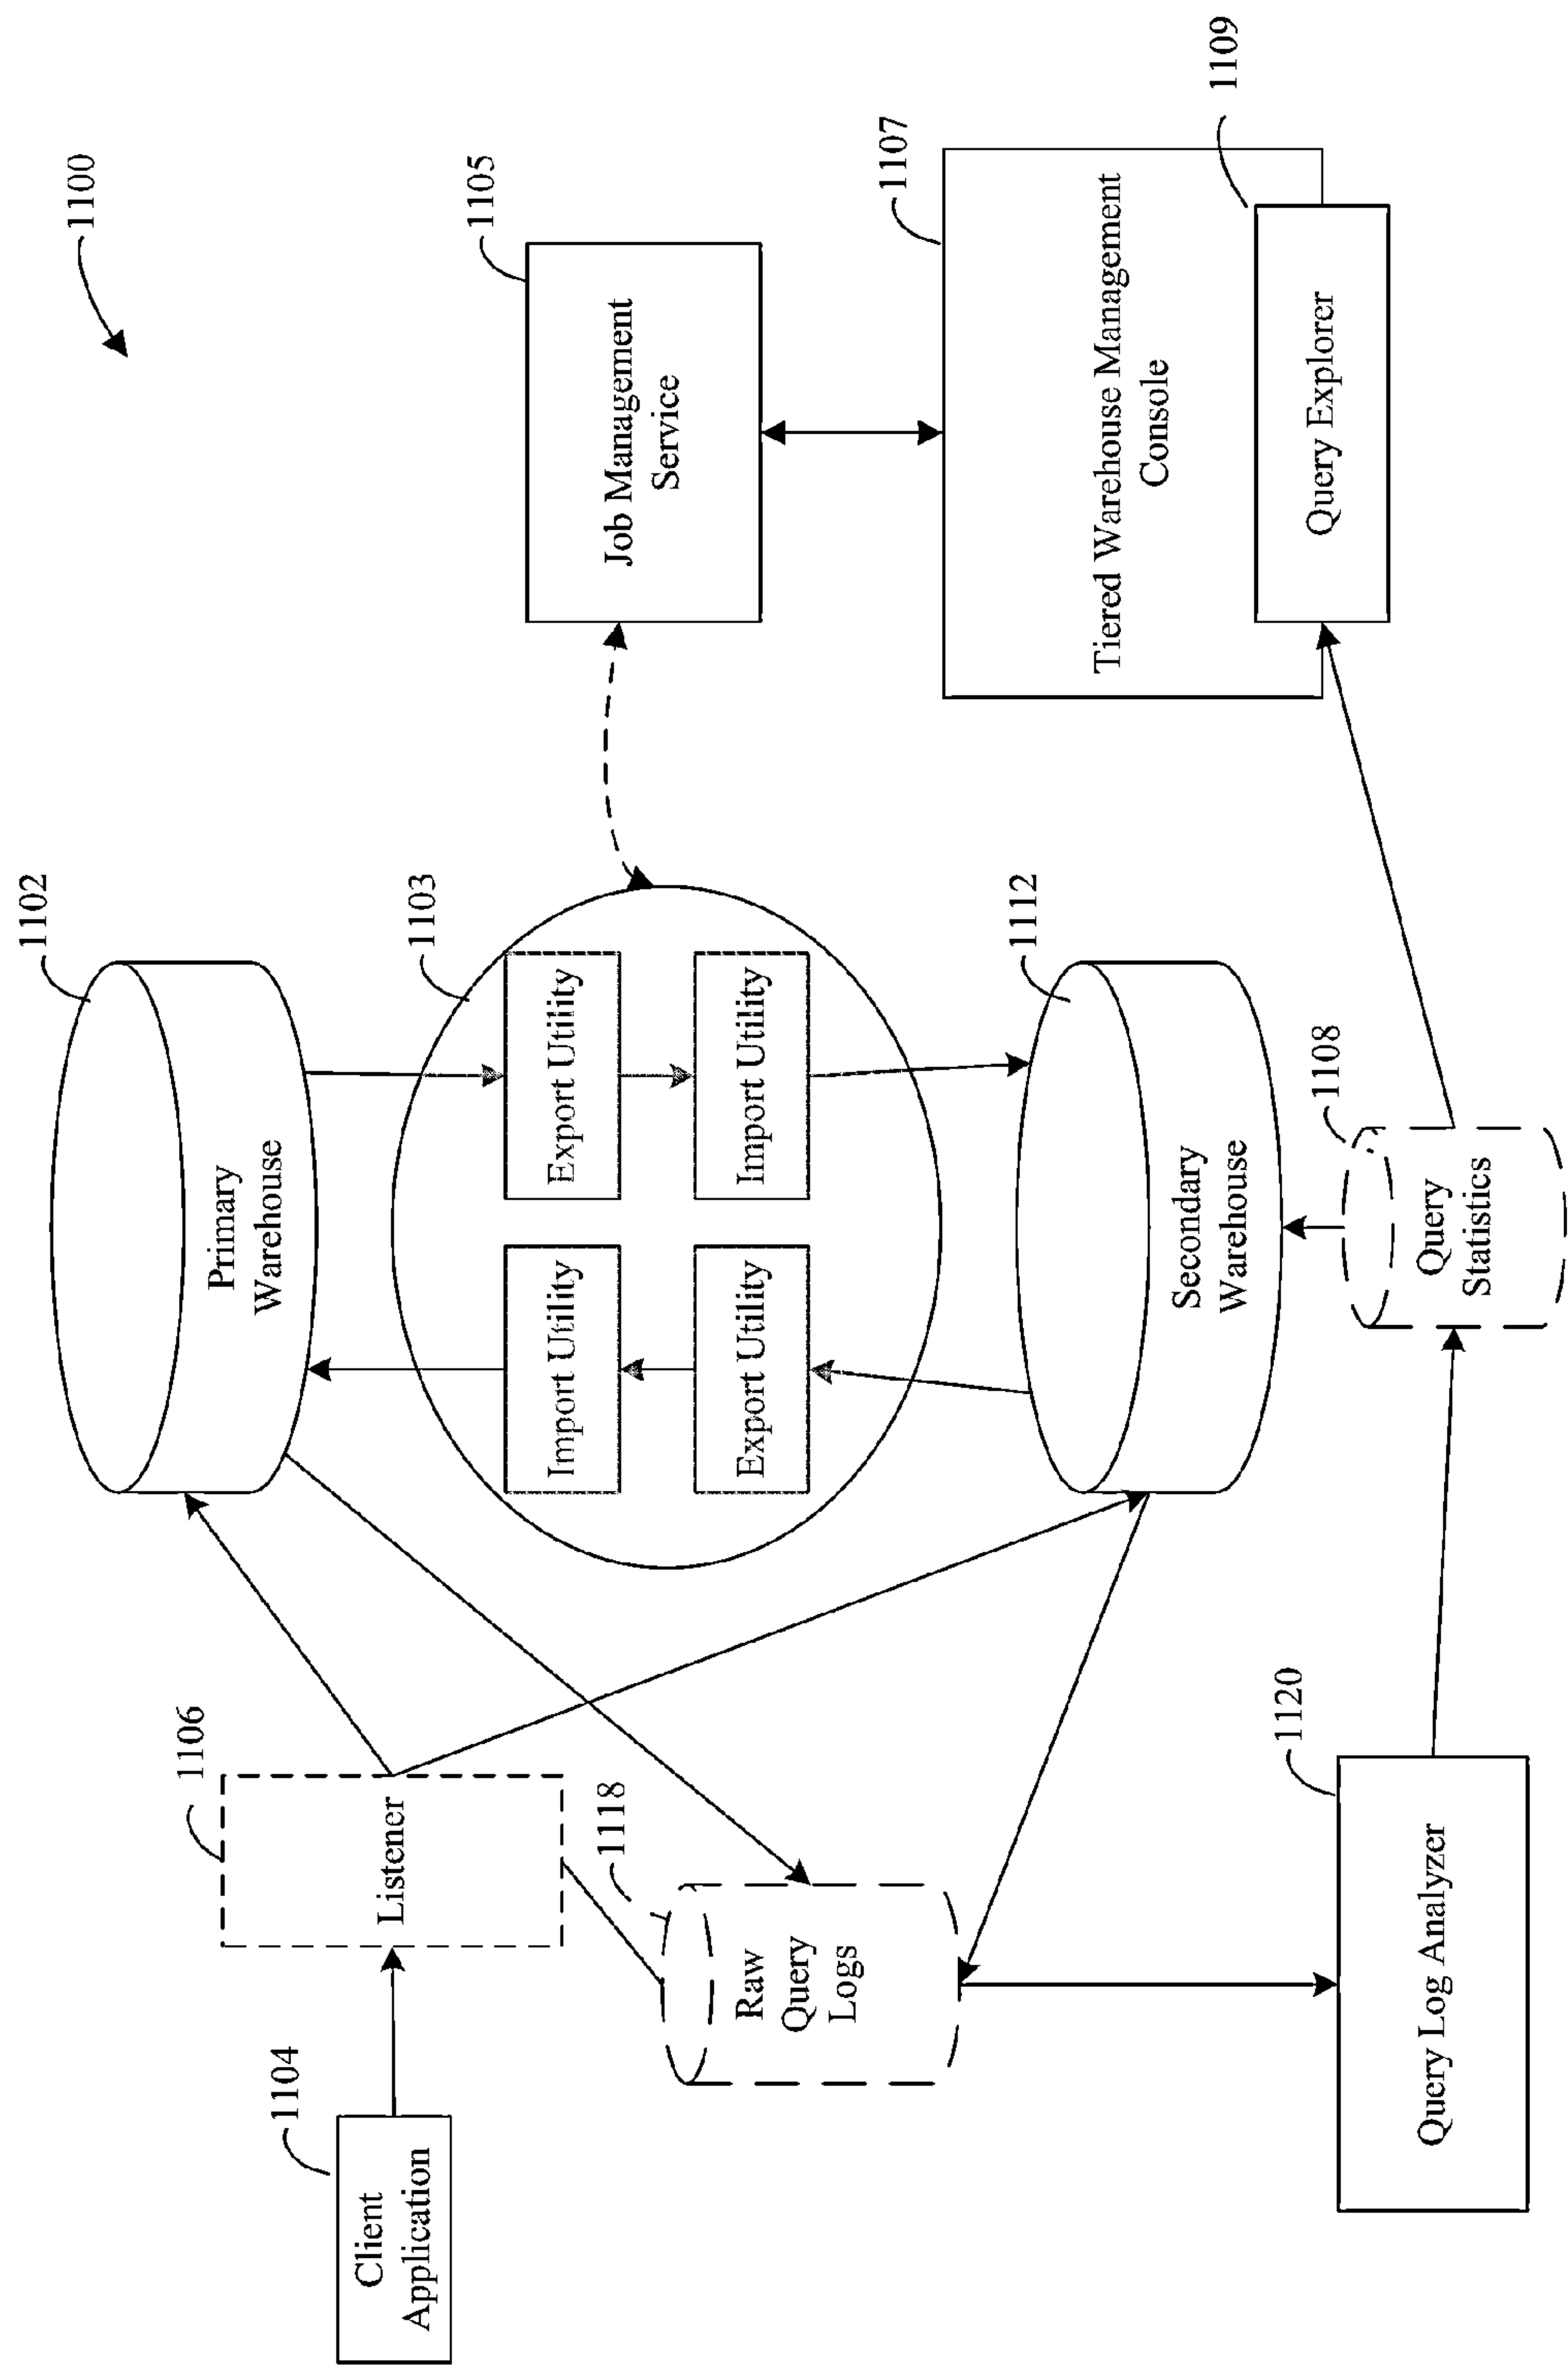 1100
1102
Primary
Warehouse
1106
Listener
1104
Client
Application
1103
Import Utility
Export Utility
Export Utility
Import Utility
1105
Job Management
Service
1118
Raw
Query
Logs
1112
Secondary
Warehouse
1107
Tiered Warehouse Management
Console
1109
Query Explorer
1120
Query Log Analyzer
1108
Query
Statistics